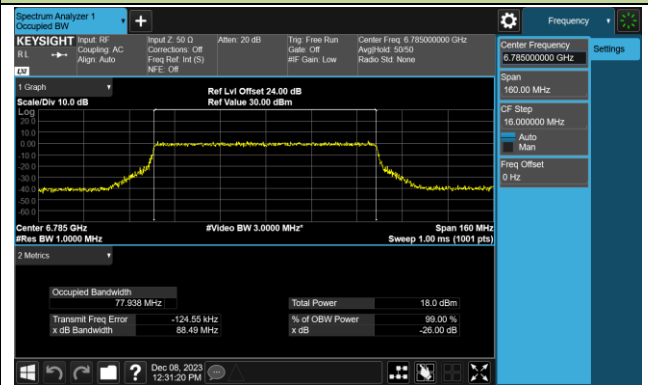 Spectrum Analyzer 1
Occupied BW
Frequency
KEYSIGHT
RL
LXI
Input: RF
Coupling: AC
Align: Auto
Input Z: 50 Ω
Corrections: Off
Freq Ref: Int (S)
NFE: Off
Atten: 20 dB
Trig: Free Run
Gate: Off
#IF Gain: Low
Center Freq: 6.785000000 GHz
Avg|Hold: 50/50
Radio Std: None
Center Frequency
6.785000000 GHz
Settings
Span
160.00 MHz
CF Step
16.000000 MHz
Auto
Man
Freq Offset
0 Hz
1 Graph
Scale/Div 10.0 dB
Ref Lvl Offset 24.00 dB
Ref Value 30.00 dBm
Log
20.0
10.0
0.00
-10.0
-20.0
-30.0
-40.0
-50.0
-60.0
Center 6.785 GHz
#Res BW 1.0000 MHz
#Video BW 3.0000 MHz*
Span 160 MHz
Sweep 1.00 ms (1001 pts)
2 Metrics
Occupied Bandwidth
77.938 MHz
Total Power 18.0 dBm
Transmit Freq Error -124.55 kHz
% of OBW Power 99.00 %
x dB Bandwidth 88.49 MHz
x dB -26.00 dB
?
Dec 08, 2023
12:31:20 PM